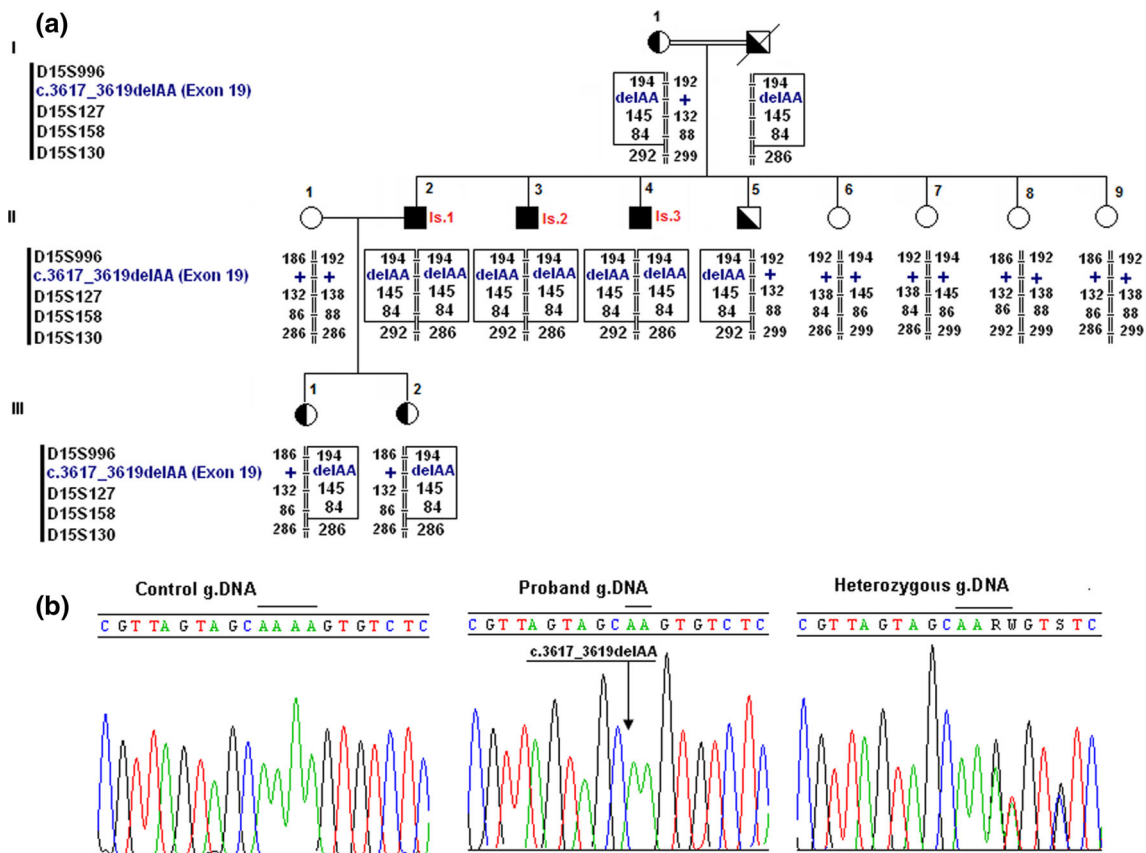 (a)
1
I
D15S996
c.3617_3619delAA (Exon 19)
D15S127
D15S158
D15S130
194 192 194
delAA + delAA
145 132 145
84 88 84
292 299 286
1 2 3 4 5 6 7 8 9
II Is.1 Is.2 Is.3
D15S996
c.3617_3619delAA (Exon 19)
D15S127
D15S158
D15S130
186 192 194 194 194 194 194 194 194 192 192 194 192 194 186 192 186 192
+ + delAA delAA delAA delAA delAA delAA delAA + + + + + + + + +
132 138 145 145 145 145 145 145 145 132 138 145 138 145 132 138 132 138
86 88 84 84 84 84 84 84 84 88 84 86 84 86 86 88 86 88
286 286 292 286 292 286 292 286 292 299 286 299 286 299 292 299 286 299
1 2
III
D15S996
c.3617_3619delAA (Exon 19)
D15S127
D15S158
D15S130
186 194 186 194
+ delAA + delAA
132 145 132 145
86 84 86 84
286 286 286 286
(b)
Control g.DNA Proband g.DNA Heterozygous g.DNA
CGTTAGTAGCAAAAGTGTCTC CGTTAGTAGCAAGTGTCTC CGTTAGTAGCAARWGTSTC
c.3617_3619delAA